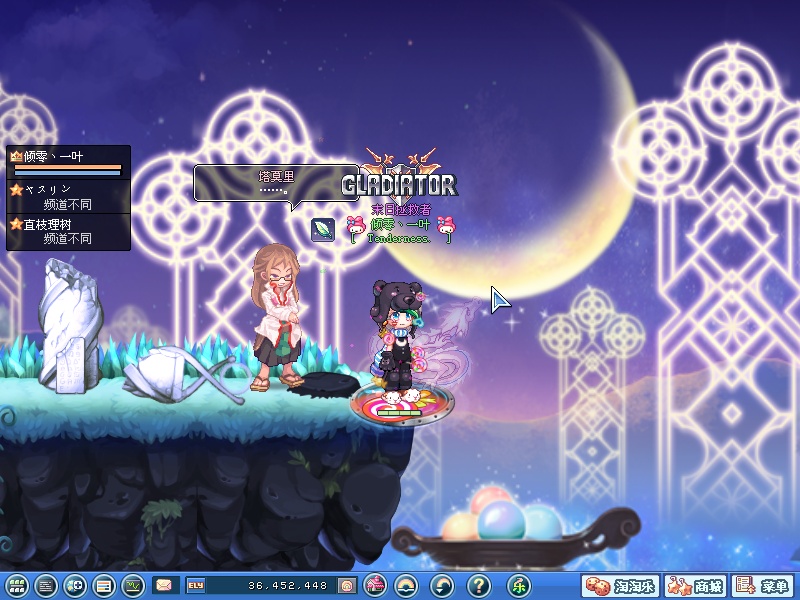 倾零丶一叶
ヤスリン
频道不同
直枝理树
频道不同
塔莫里
......。
GLADIATOR
末日拯救者
倾零丶一叶
[ Tenderness. ]
ELY
36,452,448
?
乐
淘淘乐
商城
菜单